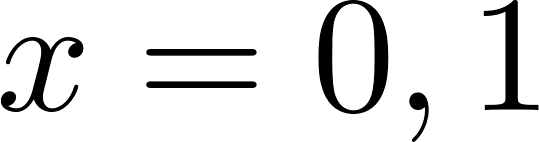 x = 0, 1